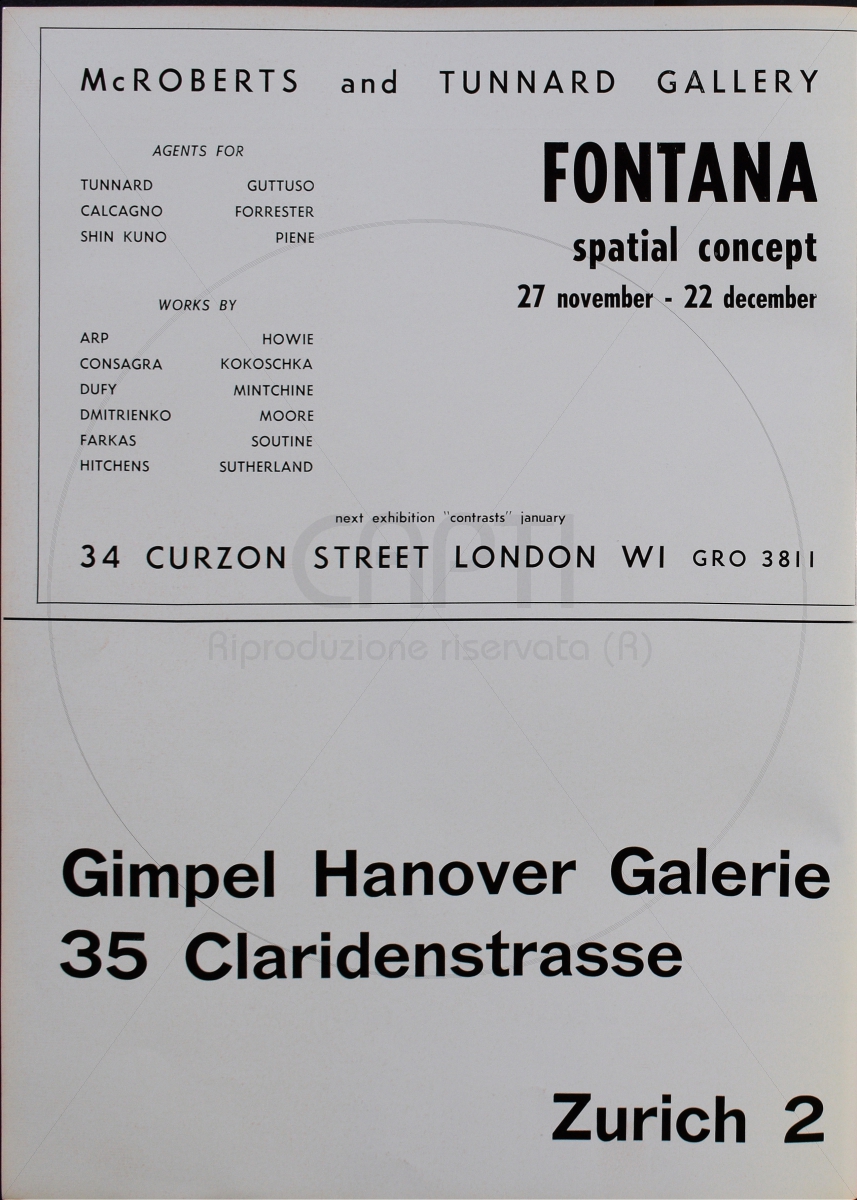 McROBERTS and TUNNARD GALLERY
AGENTS FOR
TUNNARD GUTTUSO
CALCAGNO FORRESTER
SHIN KUNO PIENE
WORKS BY
ARP HOWIE
CONSAGRA KOKOSCHKA
DUFY MINTCHINE
DMITRIENKO MOORE
FARKAS SOUTINE
HITCHENS SUTHERLAND
FONTANA
spatial concept
27 november - 22 december
next exhibition "contrasts" january
34 CURZON STREET LONDON WI GRO 3811
CAPTI
Riproduzione riservata (R)
Gimpel Hanover Galerie
35 Claridenstrasse
Zurich 2